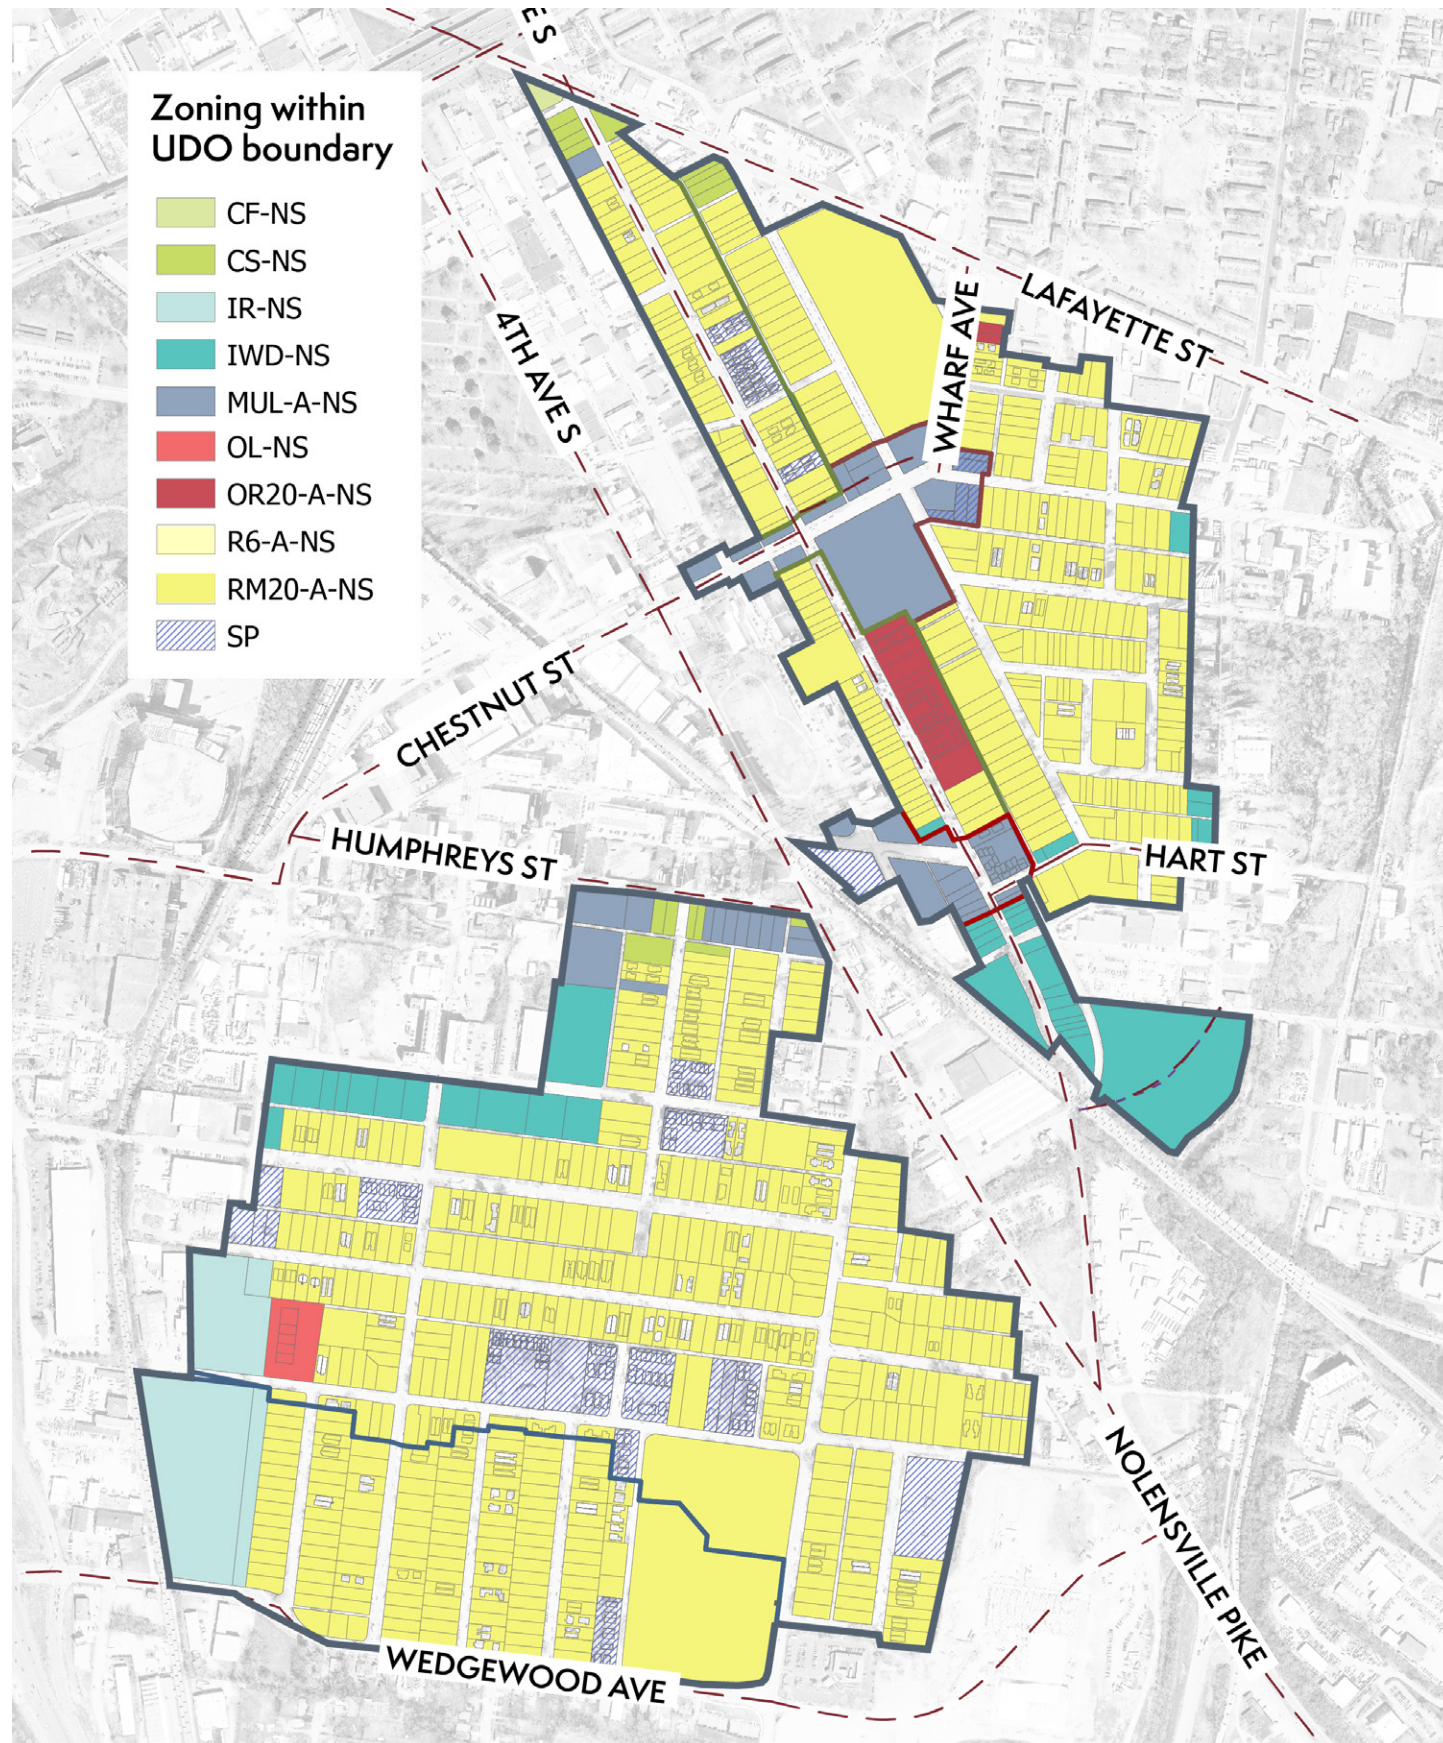 E S
Zoning within
UDO boundary
CF-NS
CS-NS
IR-NS
IWD-NS
MUL-A-NS
OL-NS
OR20-A-NS
R6-A-NS
RM20-A-NS
SP
LAFAYETTE ST
WHARF AVE
4TH AVE S
CHESTNUT ST
HUMPHREYS ST
HART ST
NOLENSVILLE PIKE
WEDGEWOOD AVE